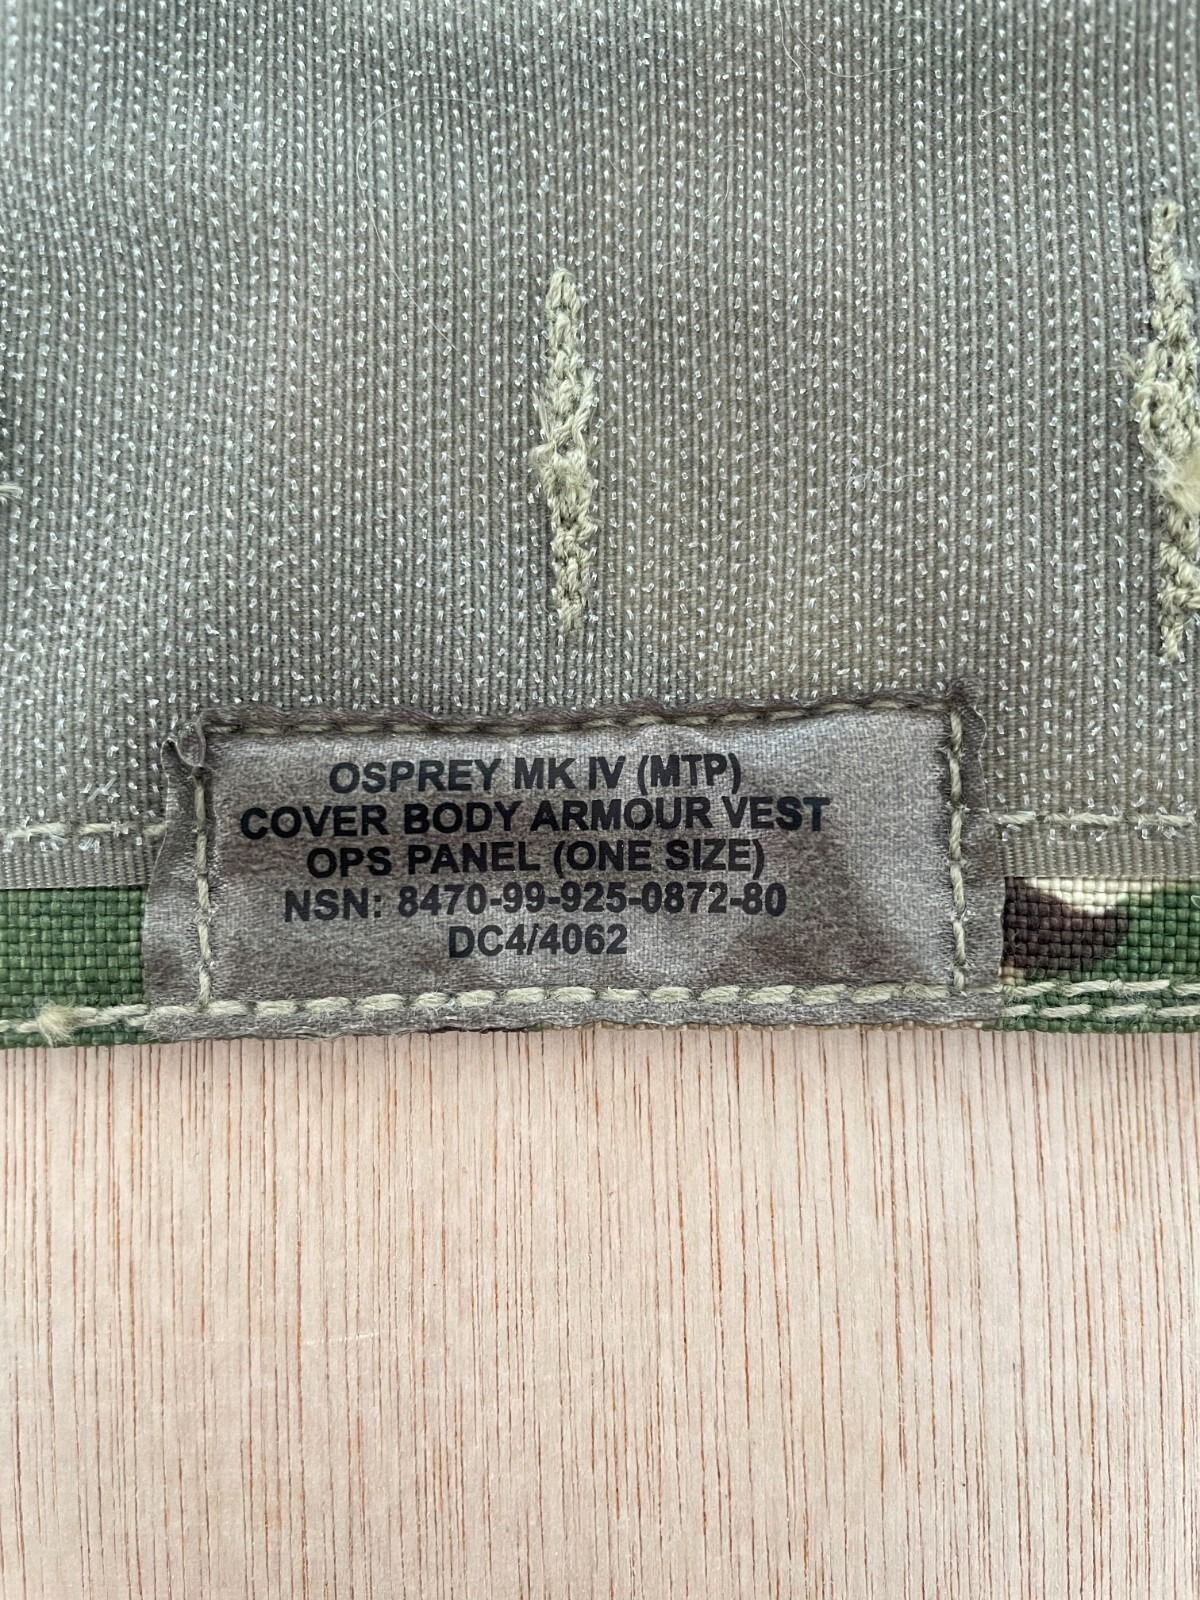 OSPREY MK IV (MTP)
COVER BODY ARMOUR VEST
OPS PANEL (ONE SIZE)
NSN: 8470-99-925-0872-80
DC4/4062